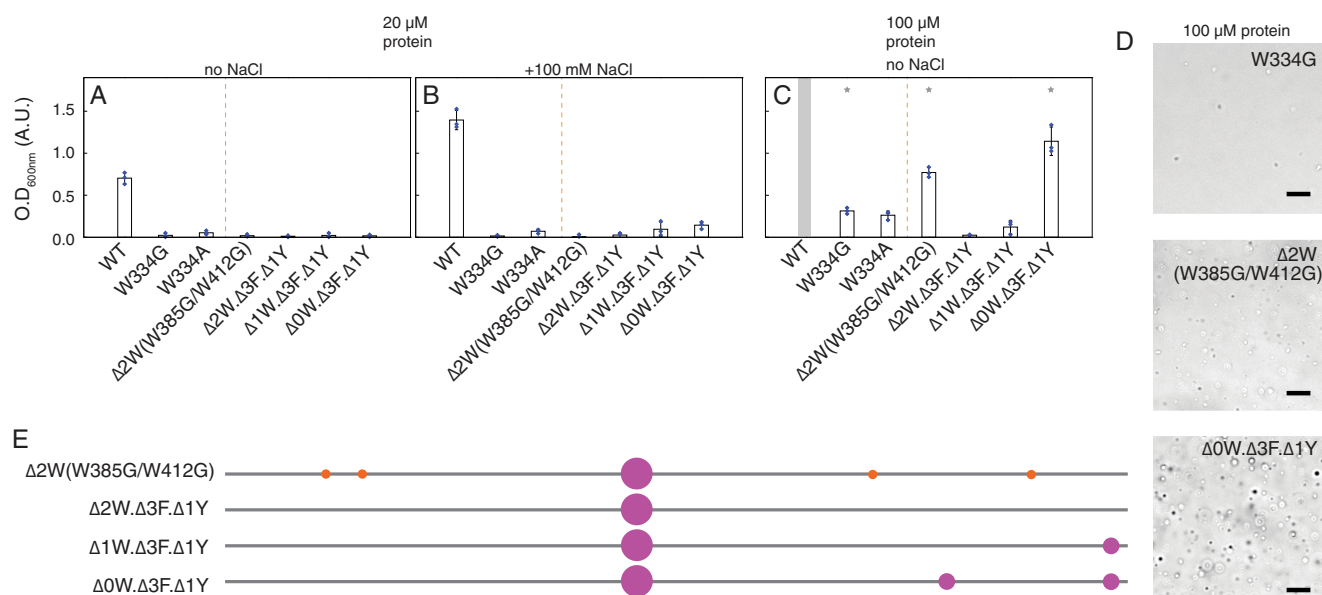 20 µM
protein
100 µM
protein
no NaCl
+100 mM NaCl
no NaCl
A
B
C
D
O.D600nm (A.U.)
1.5
1.0
0.5
0.0
WT
W334G
W334A
Δ2W(W385G/W412G)
Δ2W.Δ3F.Δ1Y
Δ1W.Δ3F.Δ1Y
Δ0W.Δ3F.Δ1Y
WT
W334G
W334A
Δ2W(W385G/W412G)
Δ2W.Δ3F.Δ1Y
Δ1W.Δ3F.Δ1Y
Δ0W.Δ3F.Δ1Y
WT
W334G
W334A
Δ2W(W385G/W412G)
Δ2W.Δ3F.Δ1Y
Δ1W.Δ3F.Δ1Y
Δ0W.Δ3F.Δ1Y
100 µM protein
W334G
Δ2W
(W385G/W412G)
Δ0W.Δ3F.Δ1Y
E
Δ2W(W385G/W412G)
Δ2W.Δ3F.Δ1Y
Δ1W.Δ3F.Δ1Y
Δ0W.Δ3F.Δ1Y